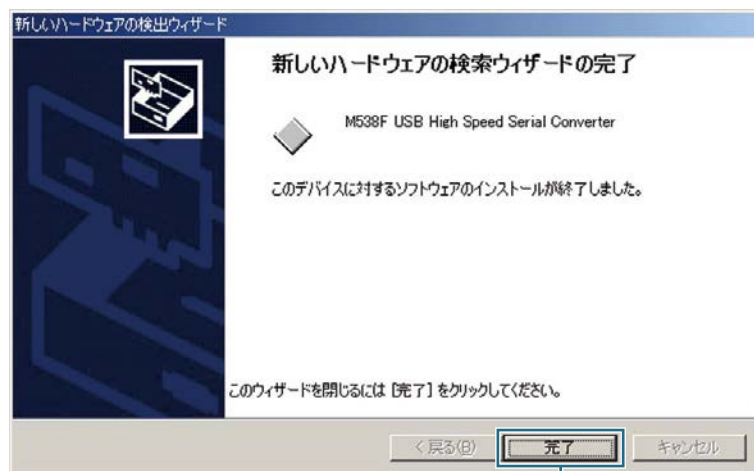 新しいハードウェアの検出ウィザード
新しいハードウェアの検索ウィザードの完了
M538F USB High Speed Serial Converter
このデバイスに対するソフトウェアのインストールが終了しました。
このウィザードを閉じるには [完了] をクリックしてください。
< 戻る(B)
完了
キャンセル